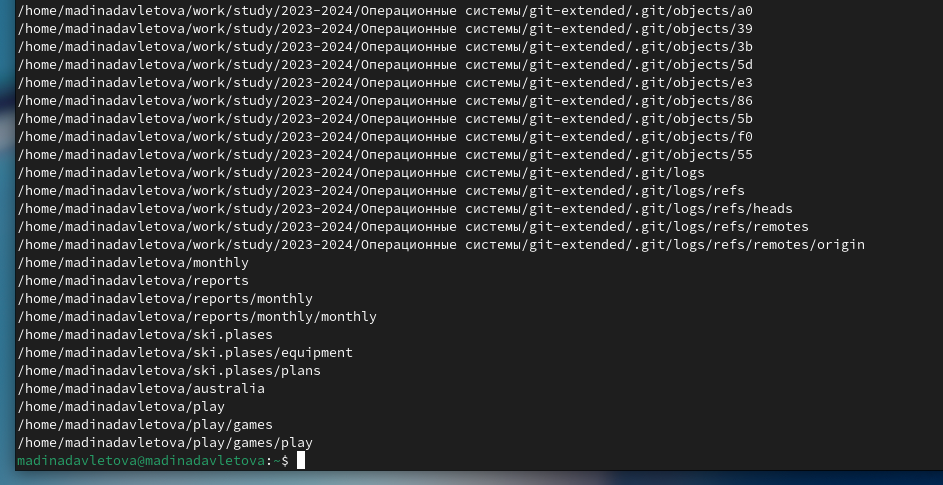 /home/madinadavletova/work/study/2023-2024/Операционные системы/git-extended/.git/objects/a0
/home/madinadavletova/work/study/2023-2024/Операционные системы/git-extended/.git/objects/39
/home/madinadavletova/work/study/2023-2024/Операционные системы/git-extended/.git/objects/3b
/home/madinadavletova/work/study/2023-2024/Операционные системы/git-extended/.git/objects/5d
/home/madinadavletova/work/study/2023-2024/Операционные системы/git-extended/.git/objects/e3
/home/madinadavletova/work/study/2023-2024/Операционные системы/git-extended/.git/objects/86
/home/madinadavletova/work/study/2023-2024/Операционные системы/git-extended/.git/objects/5b
/home/madinadavletova/work/study/2023-2024/Операционные системы/git-extended/.git/objects/f0
/home/madinadavletova/work/study/2023-2024/Операционные системы/git-extended/.git/objects/55
/home/madinadavletova/work/study/2023-2024/Операционные системы/git-extended/.git/logs
/home/madinadavletova/work/study/2023-2024/Операционные системы/git-extended/.git/logs/refs
/home/madinadavletova/work/study/2023-2024/Операционные системы/git-extended/.git/logs/refs/heads
/home/madinadavletova/work/study/2023-2024/Операционные системы/git-extended/.git/logs/refs/remotes
/home/madinadavletova/work/study/2023-2024/Операционные системы/git-extended/.git/logs/refs/remotes/origin
/home/madinadavletova/monthly
/home/madinadavletova/reports
/home/madinadavletova/reports/monthly
/home/madinadavletova/reports/monthly/monthly
/home/madinadavletova/ski.plases
/home/madinadavletova/ski.plases/equipment
/home/madinadavletova/ski.plases/plans
/home/madinadavletova/australia
/home/madinadavletova/play
/home/madinadavletova/play/games
/home/madinadavletova/play/games/play
madinadavletova@madinadavletova:~$